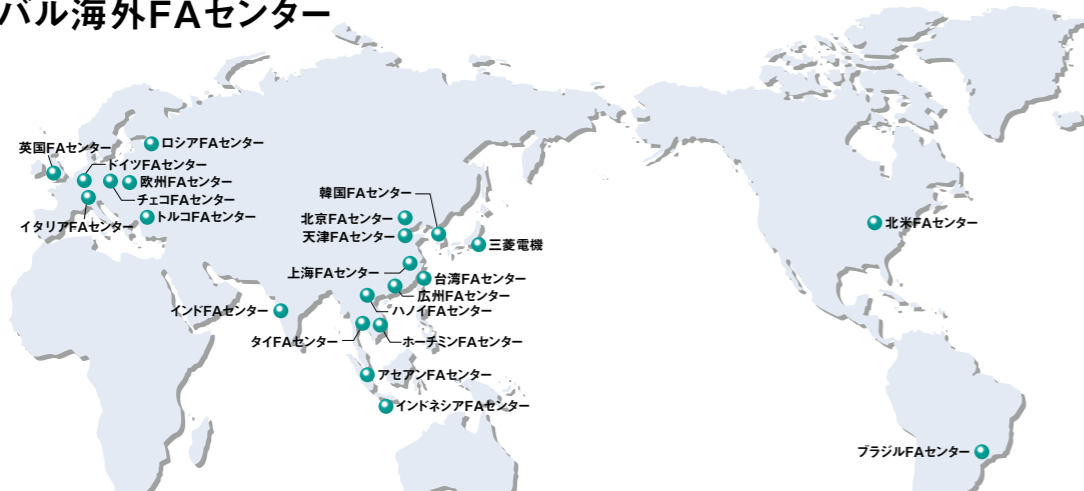 バル海外FAセンター
ロシアFAセンター
英国FAセンター
ドイツFAセンター
欧州FAセンター
チェコFAセンター
トルコFAセンター
イタリアFAセンター
韓国FAセンター
北京FAセンター
天津FAセンター
三菱電機
上海FAセンター
台湾FAセンター
広州FAセンター
ハノイFAセンター
インドFAセンター
タイFAセンター
ホーチミンFAセンター
アセアンFAセンター
インドネシアFAセンター
北米FAセンター
ブラジルFAセンター